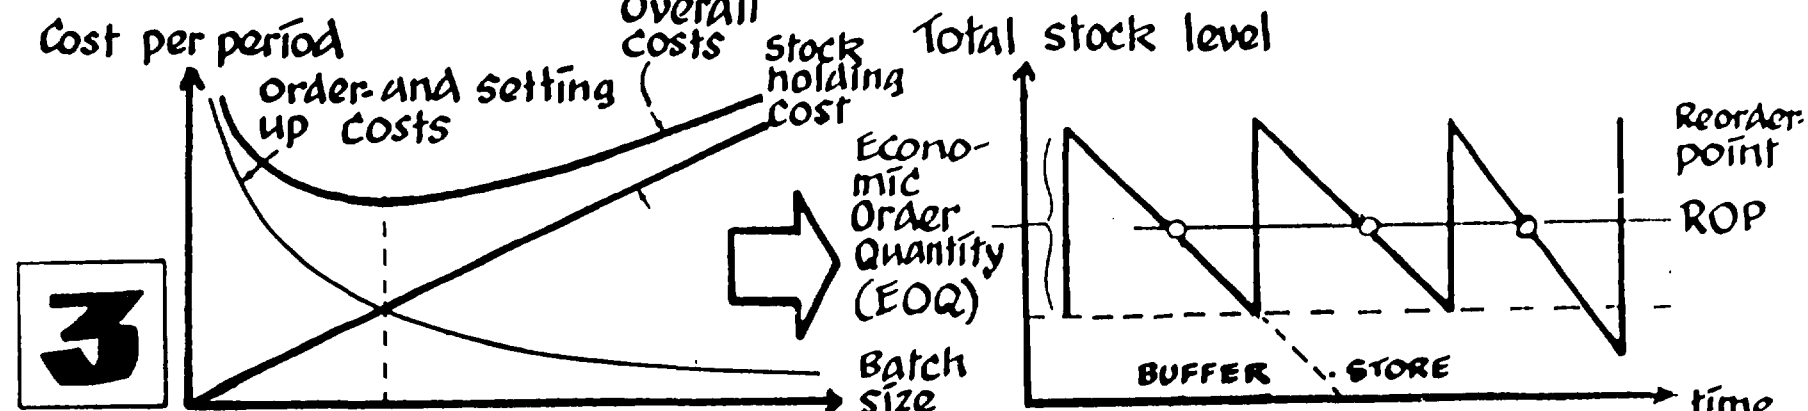 Overall
costs
Cost per period
Order and setting
up costs
Stock
holding
cost
Total stock level
Econo-
mic
Order
Quantity
(EOQ)
Reorder-
point
ROP
3
Batch
size
BUFFER STORE
time